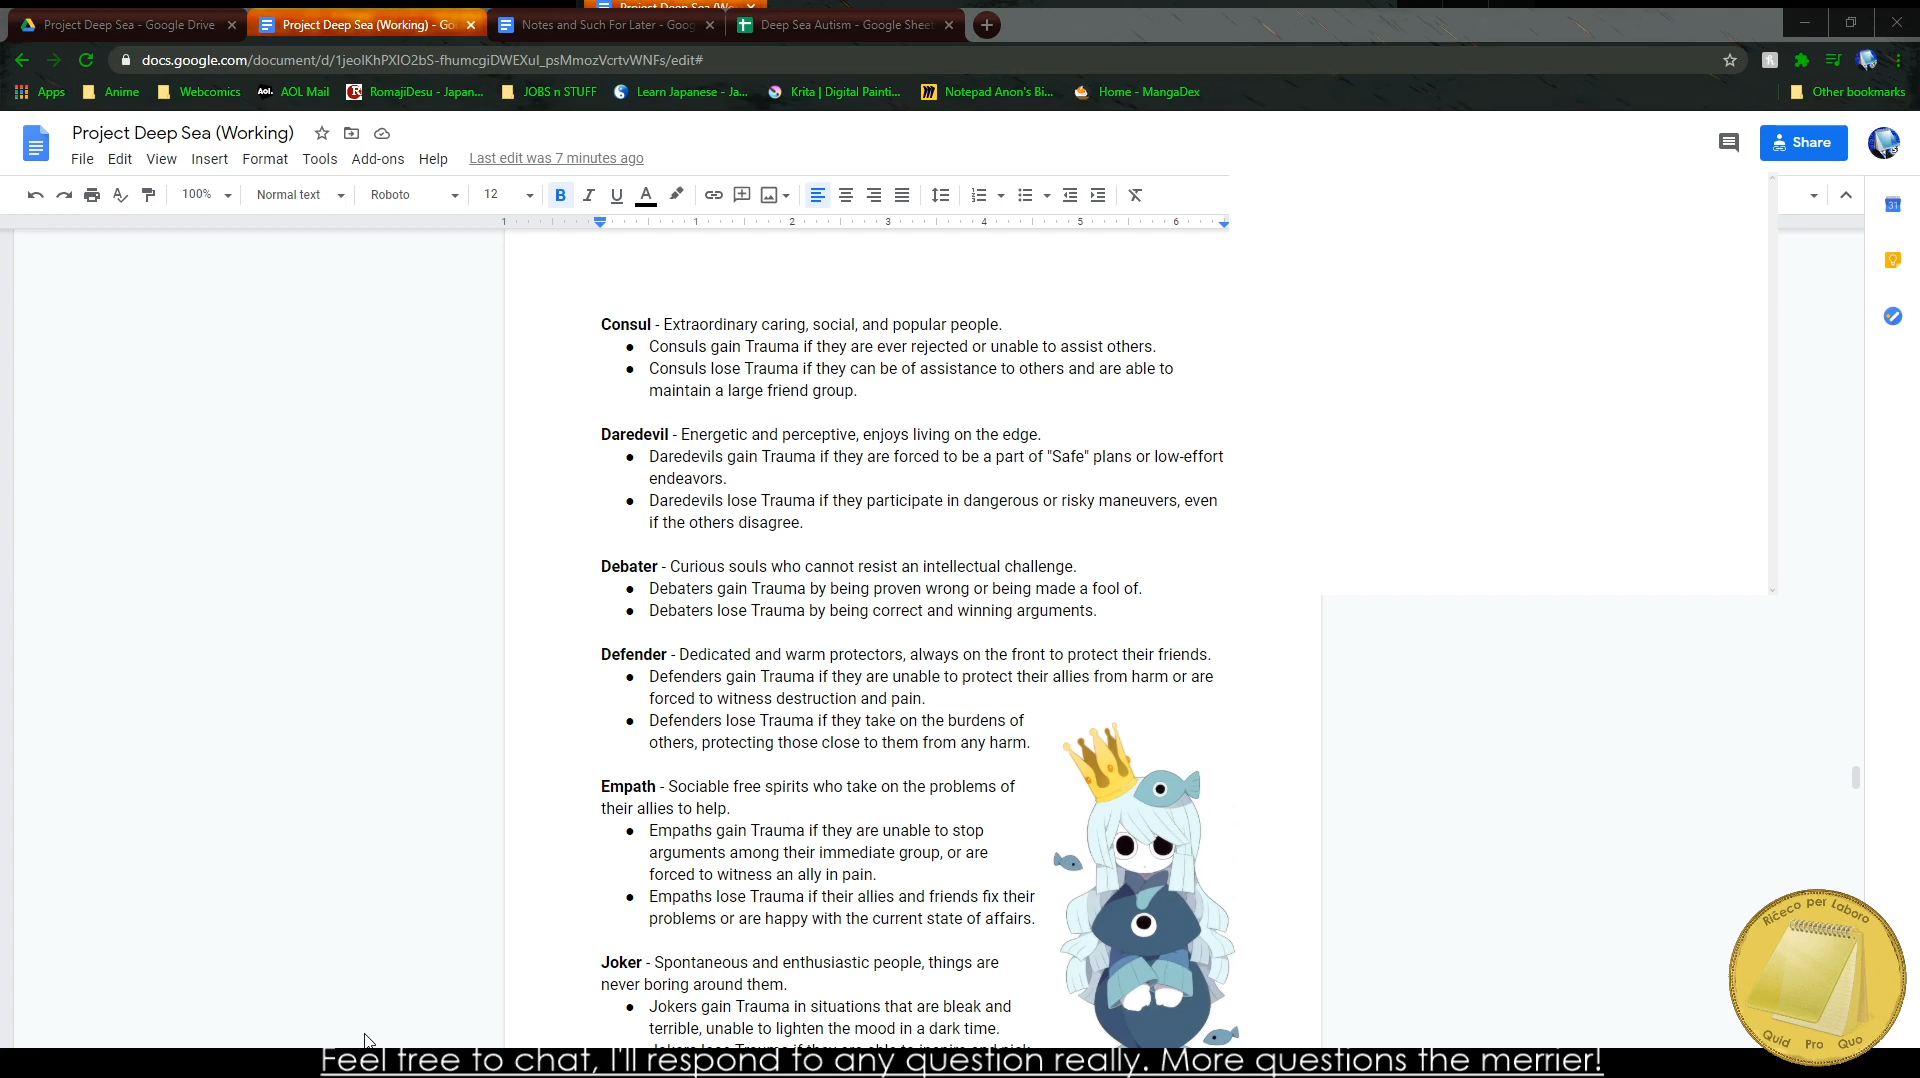 Project Deep Sea (Wo
Project Deep Sea - Google Drive
Project Deep Sea (Working) - Go
Notes and Such For Later - Goog
Deep Sea Autism - Google Sheet
docs.google.com/document/d/1jeolKhPXIO2bS-fhumcgiDWEXul_psMmozVcrtvWNFs/edit#
Apps Anime Webcomics Aol. AOL Mail RomajiDesu - Japan... JOBS n STUFF Learn Japanese - Ja... Krita | Digital Painti... Notepad Anon's Bi... Home - MangaDex Other bookmarks
Project Deep Sea (Working)
File Edit View Insert Format Tools Add-ons Help Last edit was 7 minutes ago
Share
100% Normal text Roboto 12 B I U A
31
1 1 2 3 4 5 6
Consul - Extraordinary caring, social, and popular people.
● Consuls gain Trauma if they are ever rejected or unable to assist others.
● Consuls lose Trauma if they can be of assistance to others and are able to
maintain a large friend group.
Daredevil - Energetic and perceptive, enjoys living on the edge.
● Daredevils gain Trauma if they are forced to be a part of "Safe" plans or low-effort
endeavors.
● Daredevils lose Trauma if they participate in dangerous or risky maneuvers, even
if the others disagree.
Debater - Curious souls who cannot resist an intellectual challenge.
● Debaters gain Trauma by being proven wrong or being made a fool of.
● Debaters lose Trauma by being correct and winning arguments.
Defender - Dedicated and warm protectors, always on the front to protect their friends.
● Defenders gain Trauma if they are unable to protect their allies from harm or are
forced to witness destruction and pain.
● Defenders lose Trauma if they take on the burdens of
others, protecting those close to them from any harm.
Empath - Sociable free spirits who take on the problems of
their allies to help.
● Empaths gain Trauma if they are unable to stop
arguments among their immediate group, or are
forced to witness an ally in pain.
● Empaths lose Trauma if their allies and friends fix their
problems or are happy with the current state of affairs.
Joker - Spontaneous and enthusiastic people, things are
never boring around them.
● Jokers gain Trauma in situations that are bleak and
terrible, unable to lighten the mood in a dark time.
Riĉeco per Laboro
Quid Pro Quo
Feel free to chat, I'll respond to any question really. More questions the merrier!